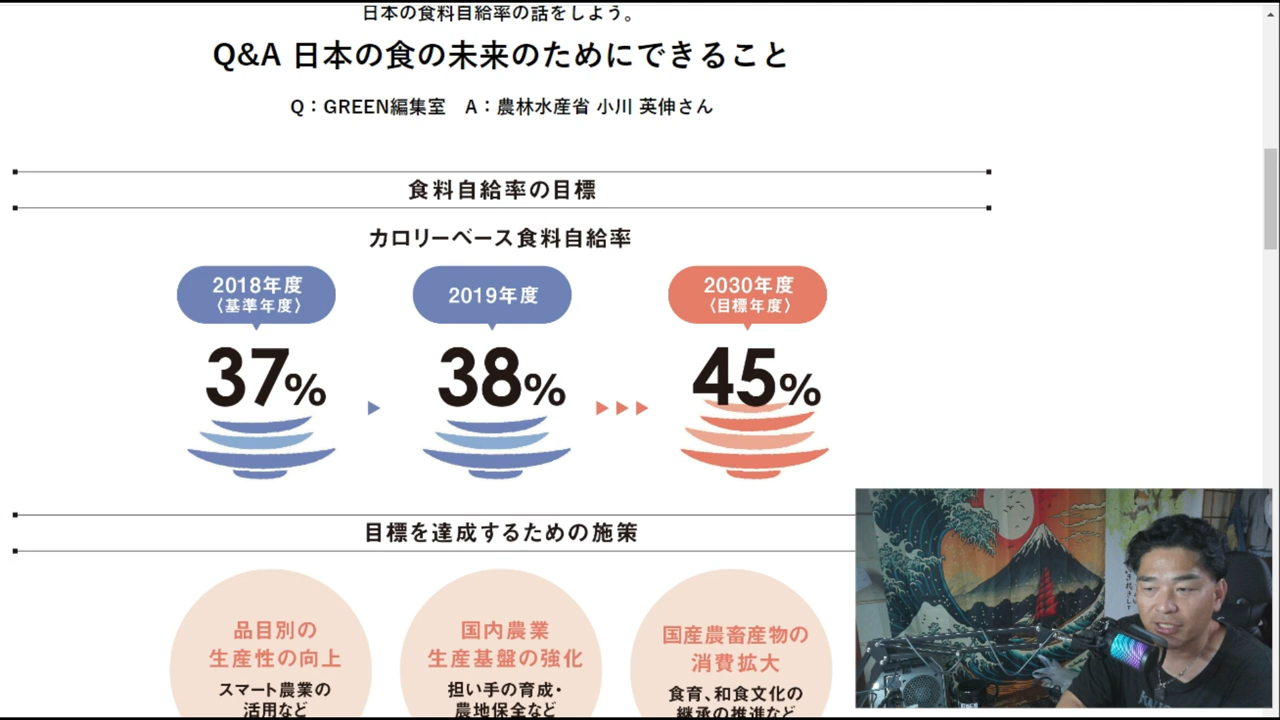 日本の食料自給率の話をしよう。
Q&A 日本の食の未来のためにできること
Q：GREEN編集室　A：農林水産省 小川 英伸さん
食料自給率の目標
カロリーベース食料自給率
2018年度
〈基準年度〉
2019年度
2030年度
〈目標年度〉
37%
38%
45%
目標を達成するための施策
品目別の
生産性の向上
スマート農業の
活用など
国内農業
生産基盤の強化
担い手の育成・
農地保全など
国産農畜産物の
消費拡大
食育、和食文化の
継承の推進など